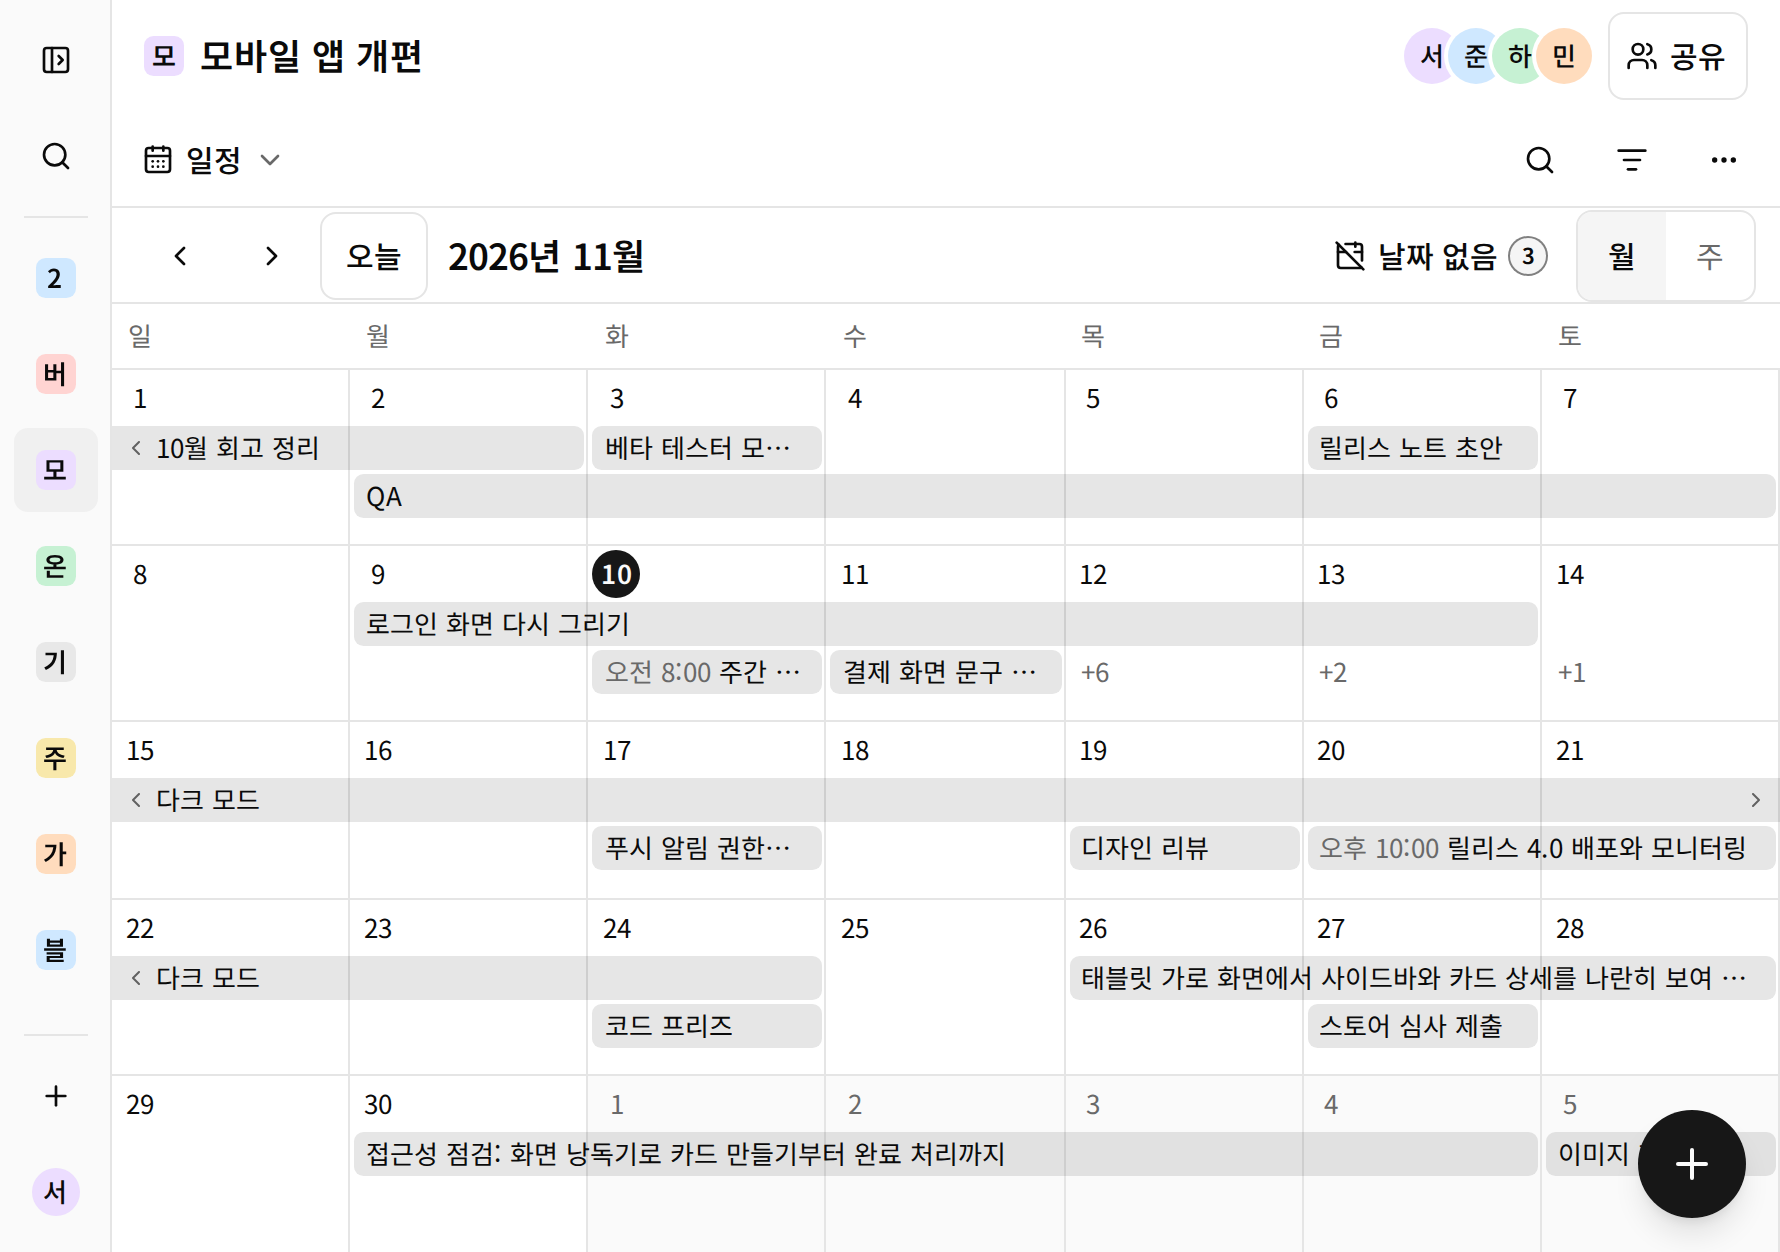 모 모바일 앱 개편
서 준 하 민 공유
일정
오늘 2026년 11월
날짜 없음 3 월 주
2
버
모
온
기
주
가
블
서
일 월 화 수 목 금 토
1 2 3 4 5 6 7
10월 회고 정리 베타 테스터 모… 릴리스 노트 초안
QA
8 9 10 11 12 13 14
로그인 화면 다시 그리기
오전 8:00 주간 … 결제 화면 문구 … +6 +2 +1
15 16 17 18 19 20 21
다크 모드
푸시 알림 권한… 디자인 리뷰 오후 10:00 릴리스 4.0 배포와 모니터링
22 23 24 25 26 27 28
다크 모드 태블릿 가로 화면에서 사이드바와 카드 상세를 나란히 보여 …
코드 프리즈 스토어 심사 제출
29 30 1 2 3 4 5
접근성 점검: 화면 낭독기로 카드 만들기부터 완료 처리까지 이미지